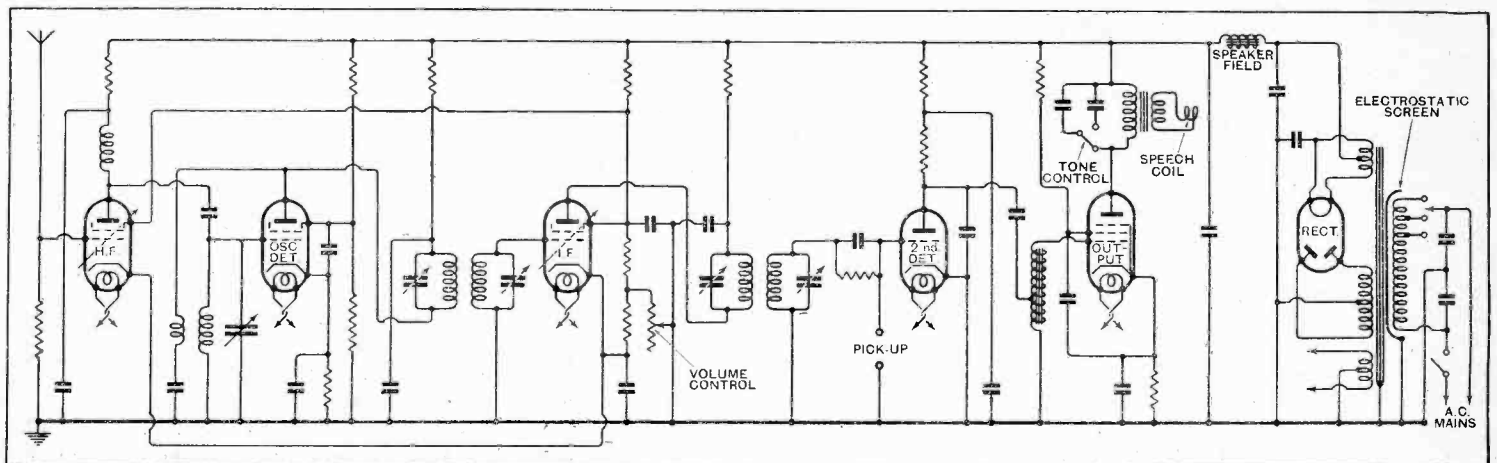 SPEAKER
FIELD
ELECTROSTATIC
SCREEN
TONE
CONTROL
SPEECH
COIL
H.F.
OSC
DET.
I.F.
2nd
DET.
OUT
PUT
RECT.
PICK-UP
VOLUME
CONTROL
A.C.
MAINS